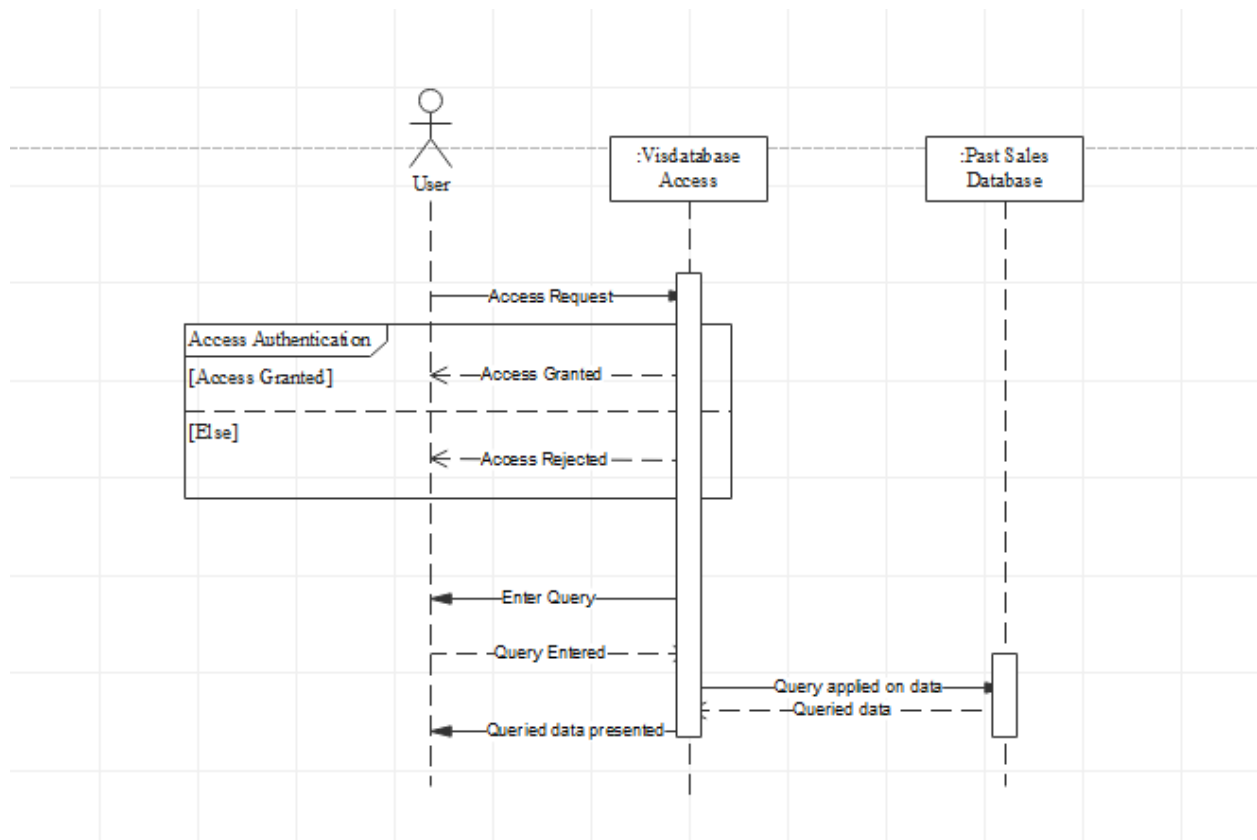 :Visdatabase
Access
:Past Sales
Database
User
Access Request
Access Authentication
[Access Granted]
Access Granted
[Else]
Access Rejected
Enter Query
Query Entered
Query applied on data
Queried data
Queried data presented